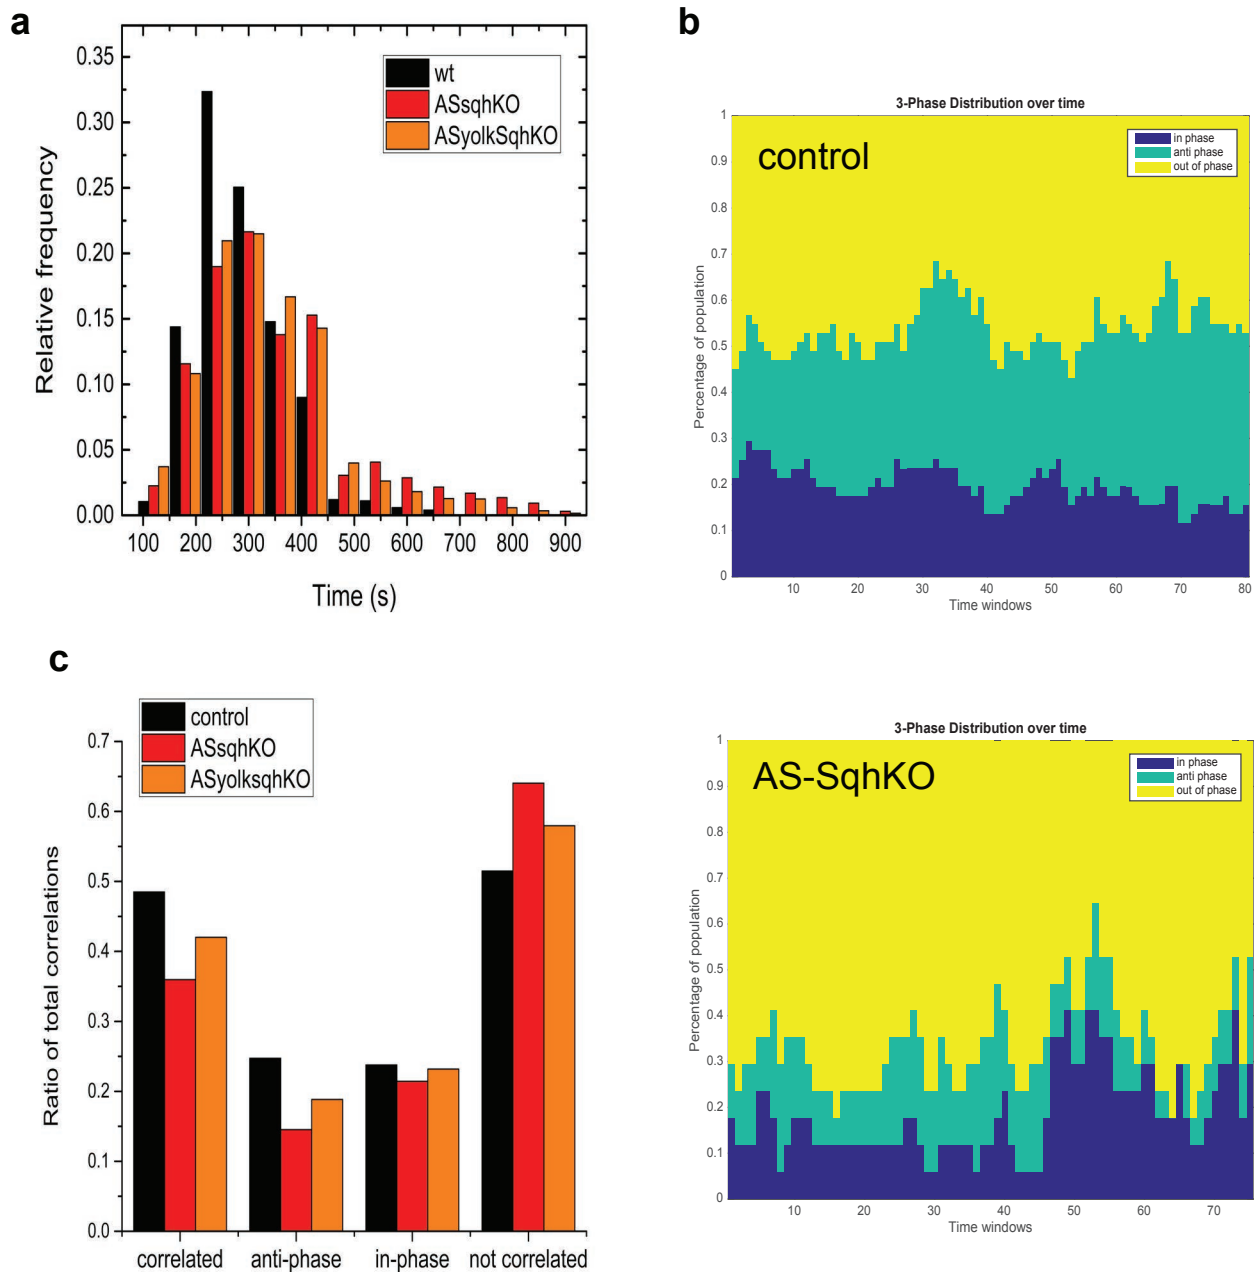 a
0.35
0.30
0.25
0.20
0.15
0.10
0.05
0.00
Relative frequency
wt
ASsqhKO
ASyolkSqhKO
100 200 300 400 500 600 700 800 900
Time (s)
b
3-Phase Distribution over time
control
in phase
anti phase
out of phase
1
0.9
0.8
0.7
0.6
0.5
0.4
0.3
0.2
0.1
0
Percentage of population
10 20 30 40 50 60 70 80
Time windows
c
control
ASsqhKO
ASyolksqhKO
0.7
0.6
0.5
0.4
0.3
0.2
0.1
0.0
Ratio of total correlations
correlated anti-phase in-phase not correlated
3-Phase Distribution over time
AS-SqhKO
in phase
anti phase
out of phase
1
0.9
0.8
0.7
0.6
0.5
0.4
0.3
0.2
0.1
0
Percentage of population
10 20 30 40 50 60 70
Time windows